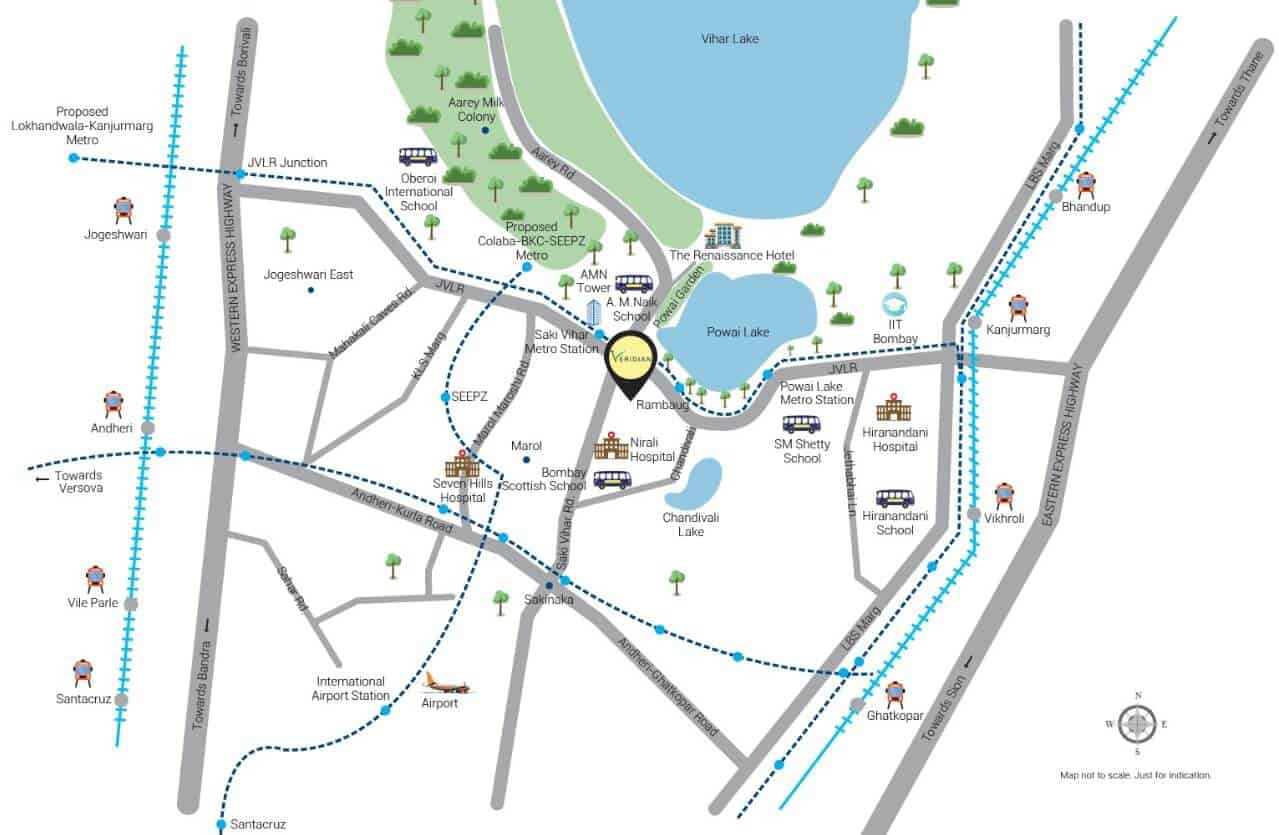 Vihar Lake
Towards Borivali
Towards Thane
Proposed
Lokhandwala-Kanjurmarg
Metro
JVLR Junction
Aarey Milk
Colony
Aarey Rd
Oberoi
International
School
LBS Marg
Bhandup
Jogeshwari
WESTERN EXPRESS HIGHWAY
Proposed
Colaba-BKC-SEEPZ
Metro
The Renaissance Hotel
Jogeshwari East
AMN
Tower
A. M.Naik
School
Powai Garden
JVLR
Mahakali Caves Rd.
Powai Lake
IIT
Bombay
Kanjurmarg
Saki Vihar
Metro Station
VERIDIAN
KLS Marg
Marol Maroshi Rd
JVLR
Powai Lake
Metro Station
SEEPZ
Rambaug
Andheri
SM Shetty
School
Hiranandani
Hospital
EASTERN EXPRESS HIGHWAY
Marol
Nirali
Hospital
Chandivali
Jethabhai Ln.
Towards
Versova
Seven Hills
Hospital
Bombay
Scottish School
Andheri-Kurla Road
Saki Vihar Rd.
Chandivali
Lake
Hiranandani
School
Vikhroli
Sahar Rd
Vile Parle
Sakinaka
LBS Marg
Towards Bandra
Andheri-Ghatkopar Road
Towards Sion
Santacruz
International
Airport Station
Airport
Ghatkopar
N
W
E
S
Map not to scale. Just for indication.
Santacruz